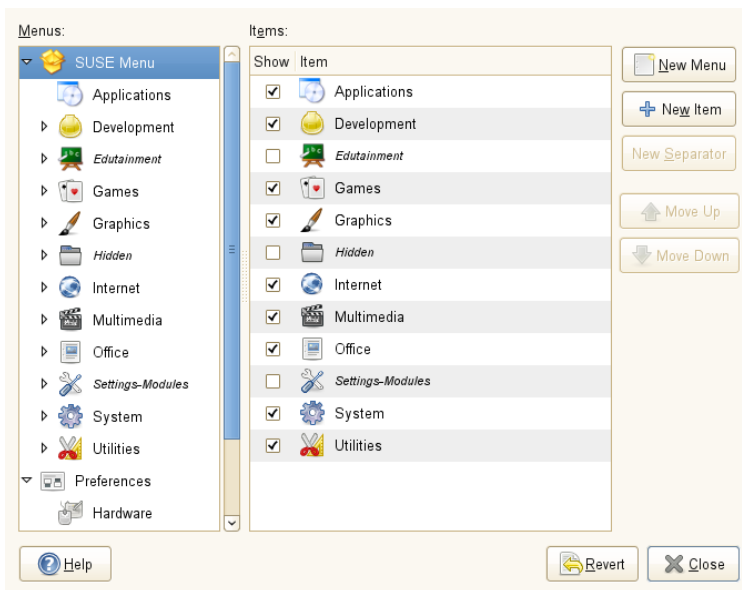 Menus:
SUSE Menu
Applications
Development
Edutainment
Games
Graphics
Hidden
Internet
Multimedia
Office
Settings-Modules
System
Utilities
Preferences
Hardware
Items:
Show Item
Applications
Development
Edutainment
Games
Graphics
Hidden
Internet
Multimedia
Office
Settings-Modules
System
Utilities
New Menu
New Item
New Separator
Move Up
Move Down
Help
Revert
Close